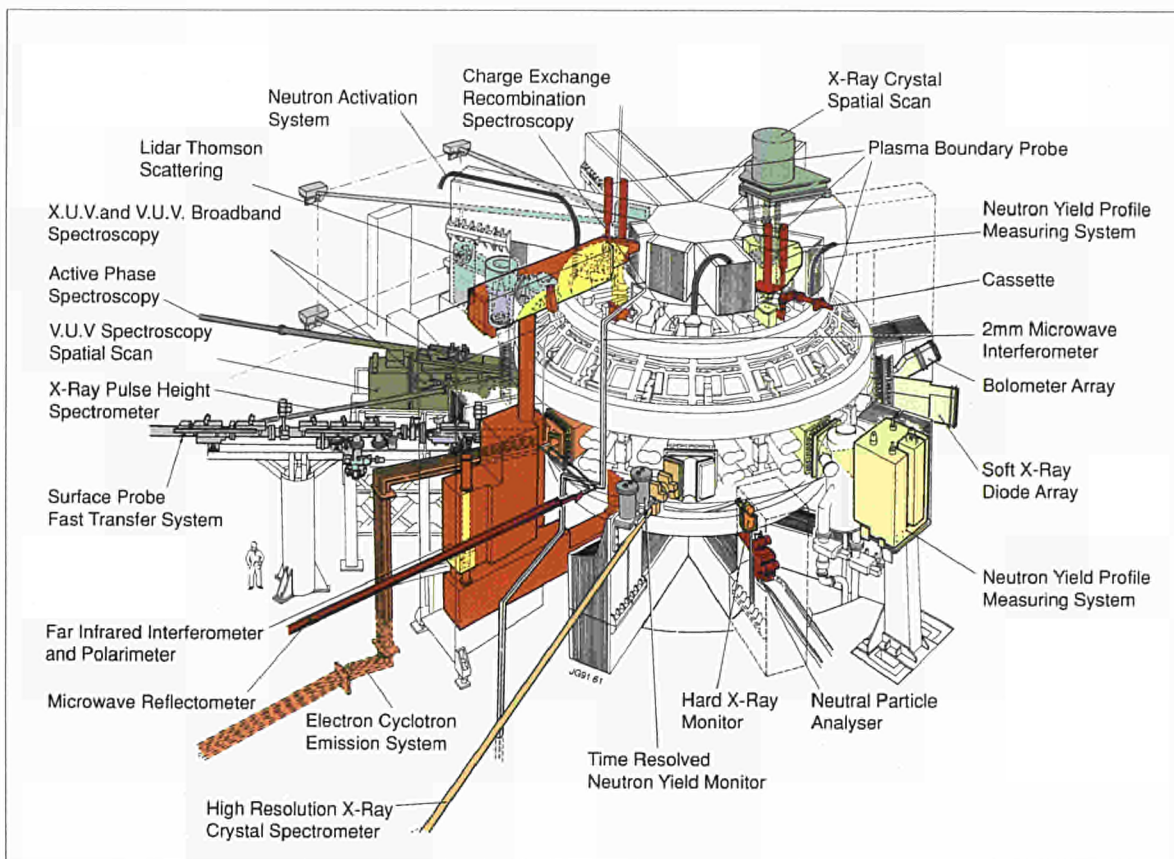 Charge Exchange
Recombination
Spectroscopy
X-Ray Crystal
Spatial Scan
Neutron Activation
System
Lidar Thomson
Scattering
Plasma Boundary Probe
X.U.V.and V.U.V. Broadband
Spectroscopy
Neutron Yield Profile
Measuring System
Active Phase
Spectroscopy
Cassette
V.U.V Spectroscopy
Spatial Scan
2mm Microwave
Interferometer
X-Ray Pulse Height
Spectrometer
Bolometer Array
Surface Probe
Fast Transfer System
Soft X-Ray
Diode Array
Neutron Yield Profile
Measuring System
Far Infrared Interferometer
and Polarimeter
JG91 61
Microwave Reflectometer
Electron Cyclotron
Emission System
Hard X-Ray
Monitor
Neutral Particle
Analyser
Time Resolved
Neutron Yield Monitor
High Resolution X-Ray
Crystal Spectrometer